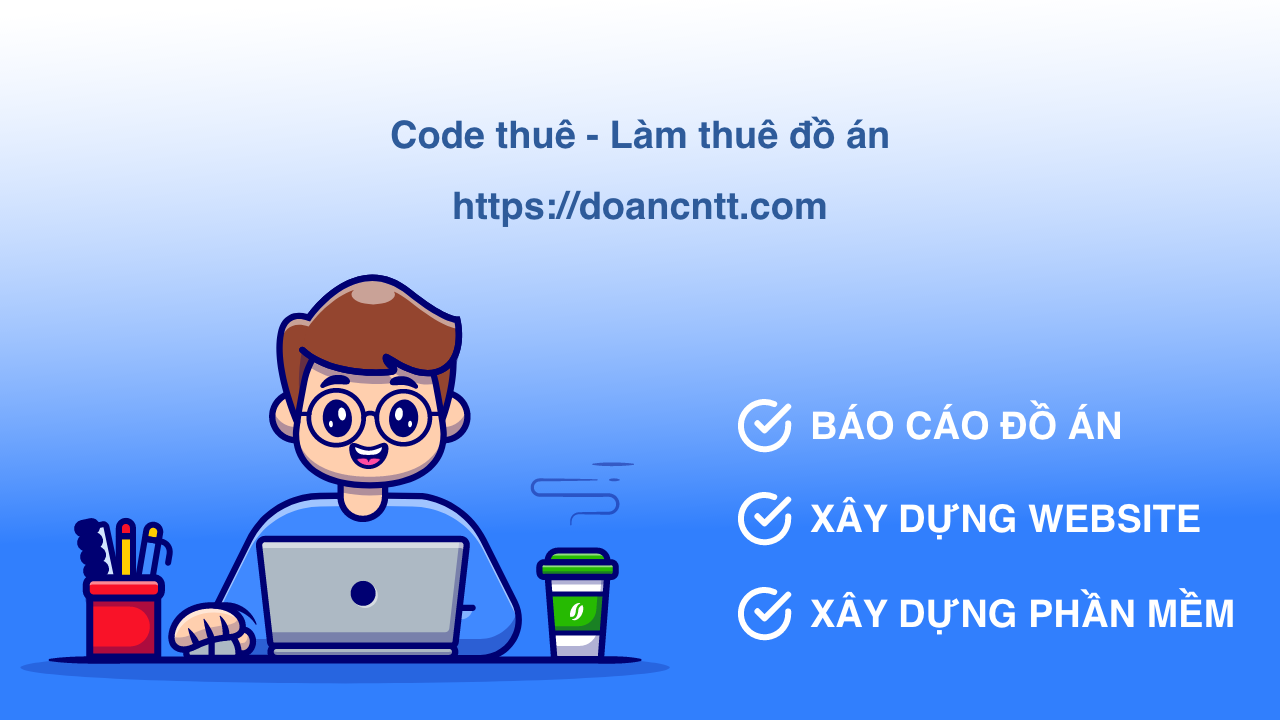 Code thuê - Làm thuê đồ án
https://doancntt.com
BÁO CÁO ĐỒ ÁN
XÂY DỰNG WEBSITE
XÂY DỰNG PHẦN MỀM